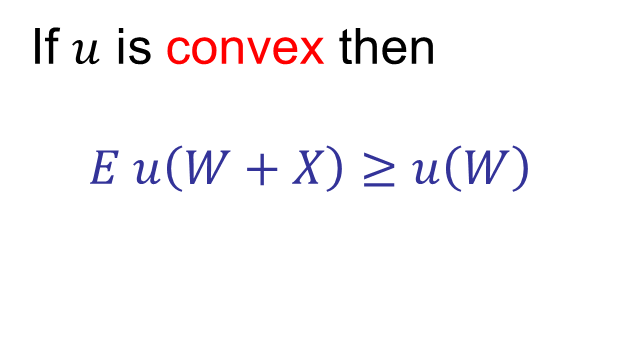 If 𝑢 is convex then
𝐸 𝑢(𝑊 + 𝑋) ≥ 𝑢(𝑊)